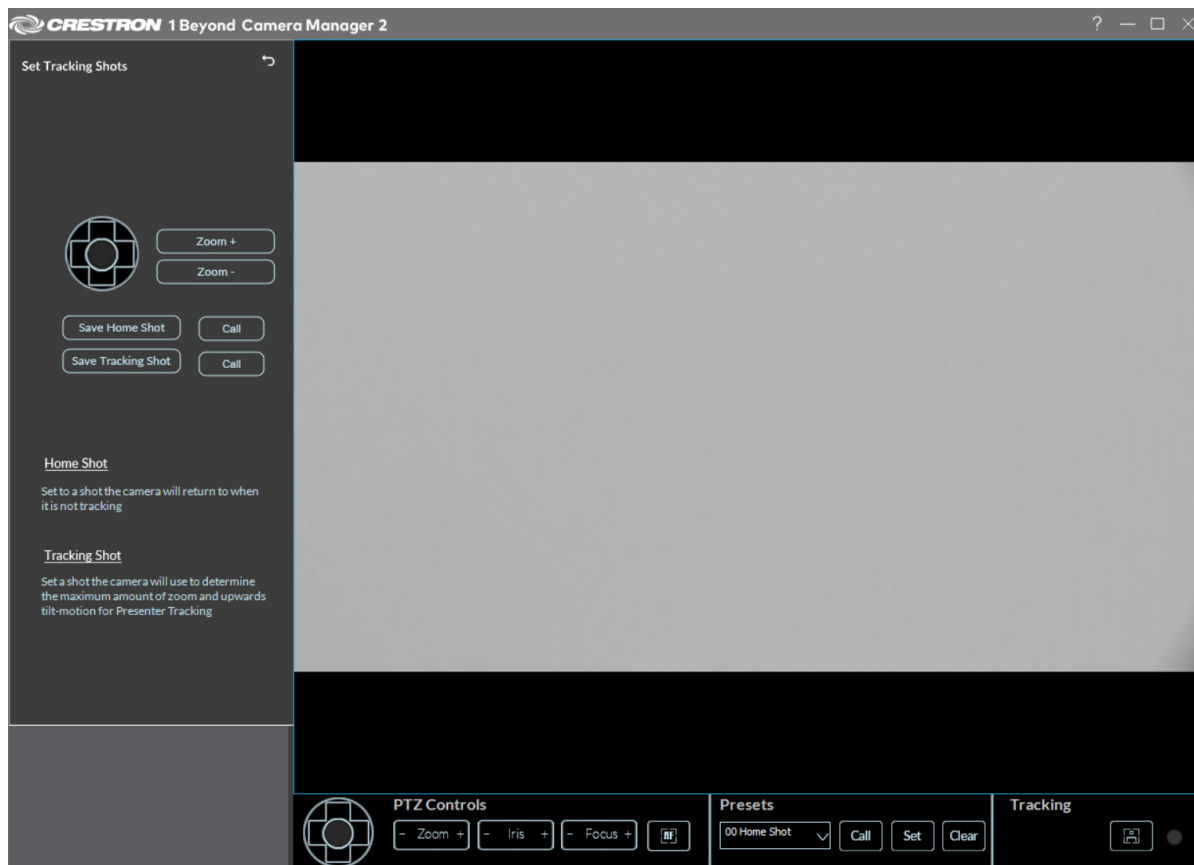 CRESTRON 1 Beyond Camera Manager 2
?
Set Tracking Shots
Zoom +
Zoom -
Save Home Shot
Call
Save Tracking Shot
Call
Home Shot
Set to a shot the camera will return to when
it is not tracking
Tracking Shot
Set a shot the camera will use to determine
the maximum amount of zoom and upwards
tilt-motion for Presenter Tracking
PTZ Controls
- Zoom +
- Iris +
- Focus +
AF
Presets
00 Home Shot
Call
Set
Clear
Tracking